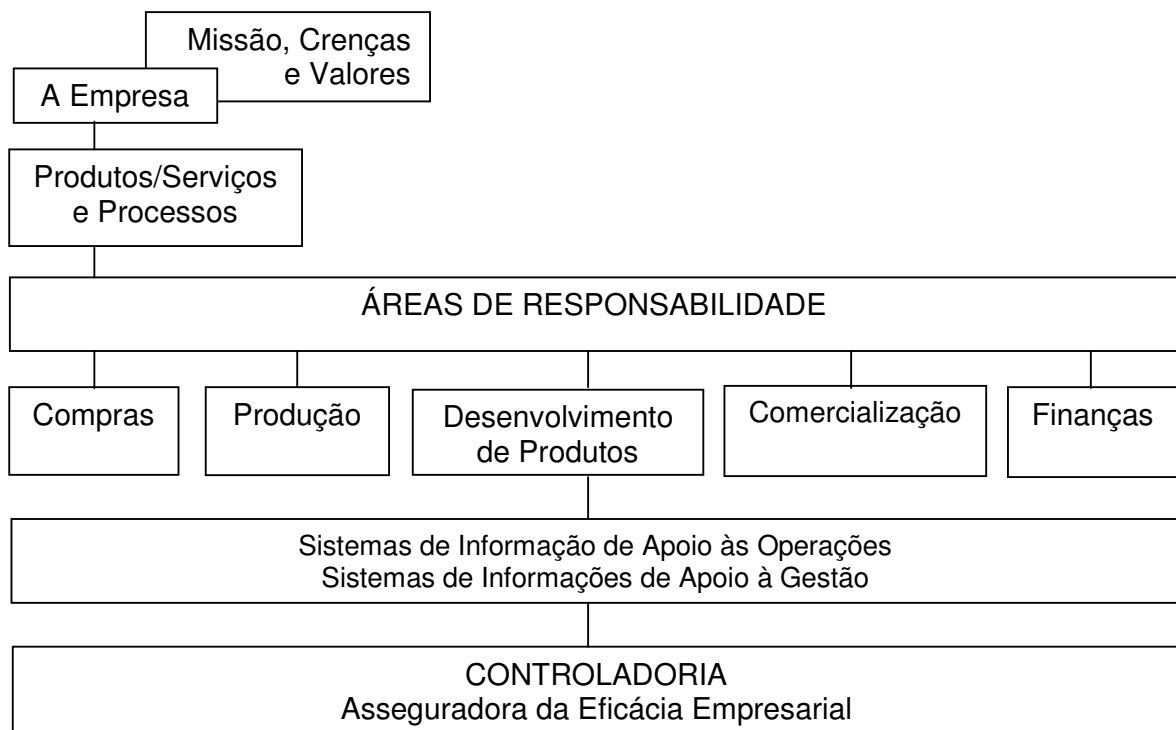 Missão, Crenças
e Valores
A Empresa
Produtos/Serviços
e Processos
ÁREAS DE RESPONSABILIDADE
Compras
Produção
Desenvolvimento
de Produtos
Comercialização
Finanças
Sistemas de Informação de Apoio às Operações
Sistemas de Informações de Apoio à Gestão
CONTROLADORIA
Asseguradora da Eficácia Empresarial